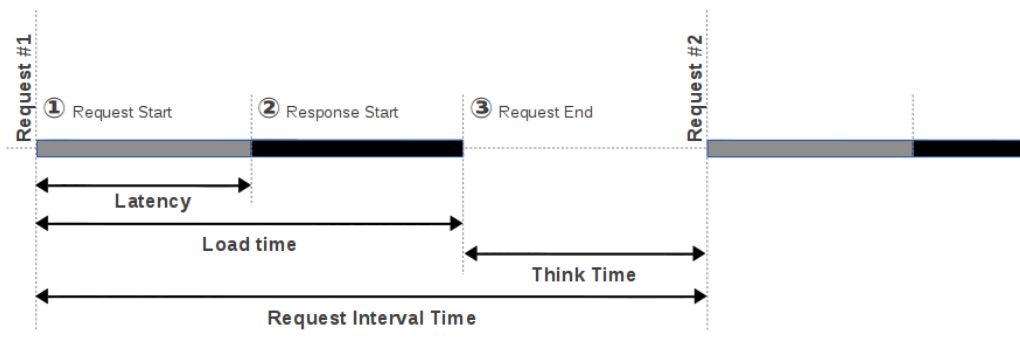 Request #1
Request #2
① Request Start
② Response Start
③ Request End
Latency
Load time
Think Time
Request Interval Time